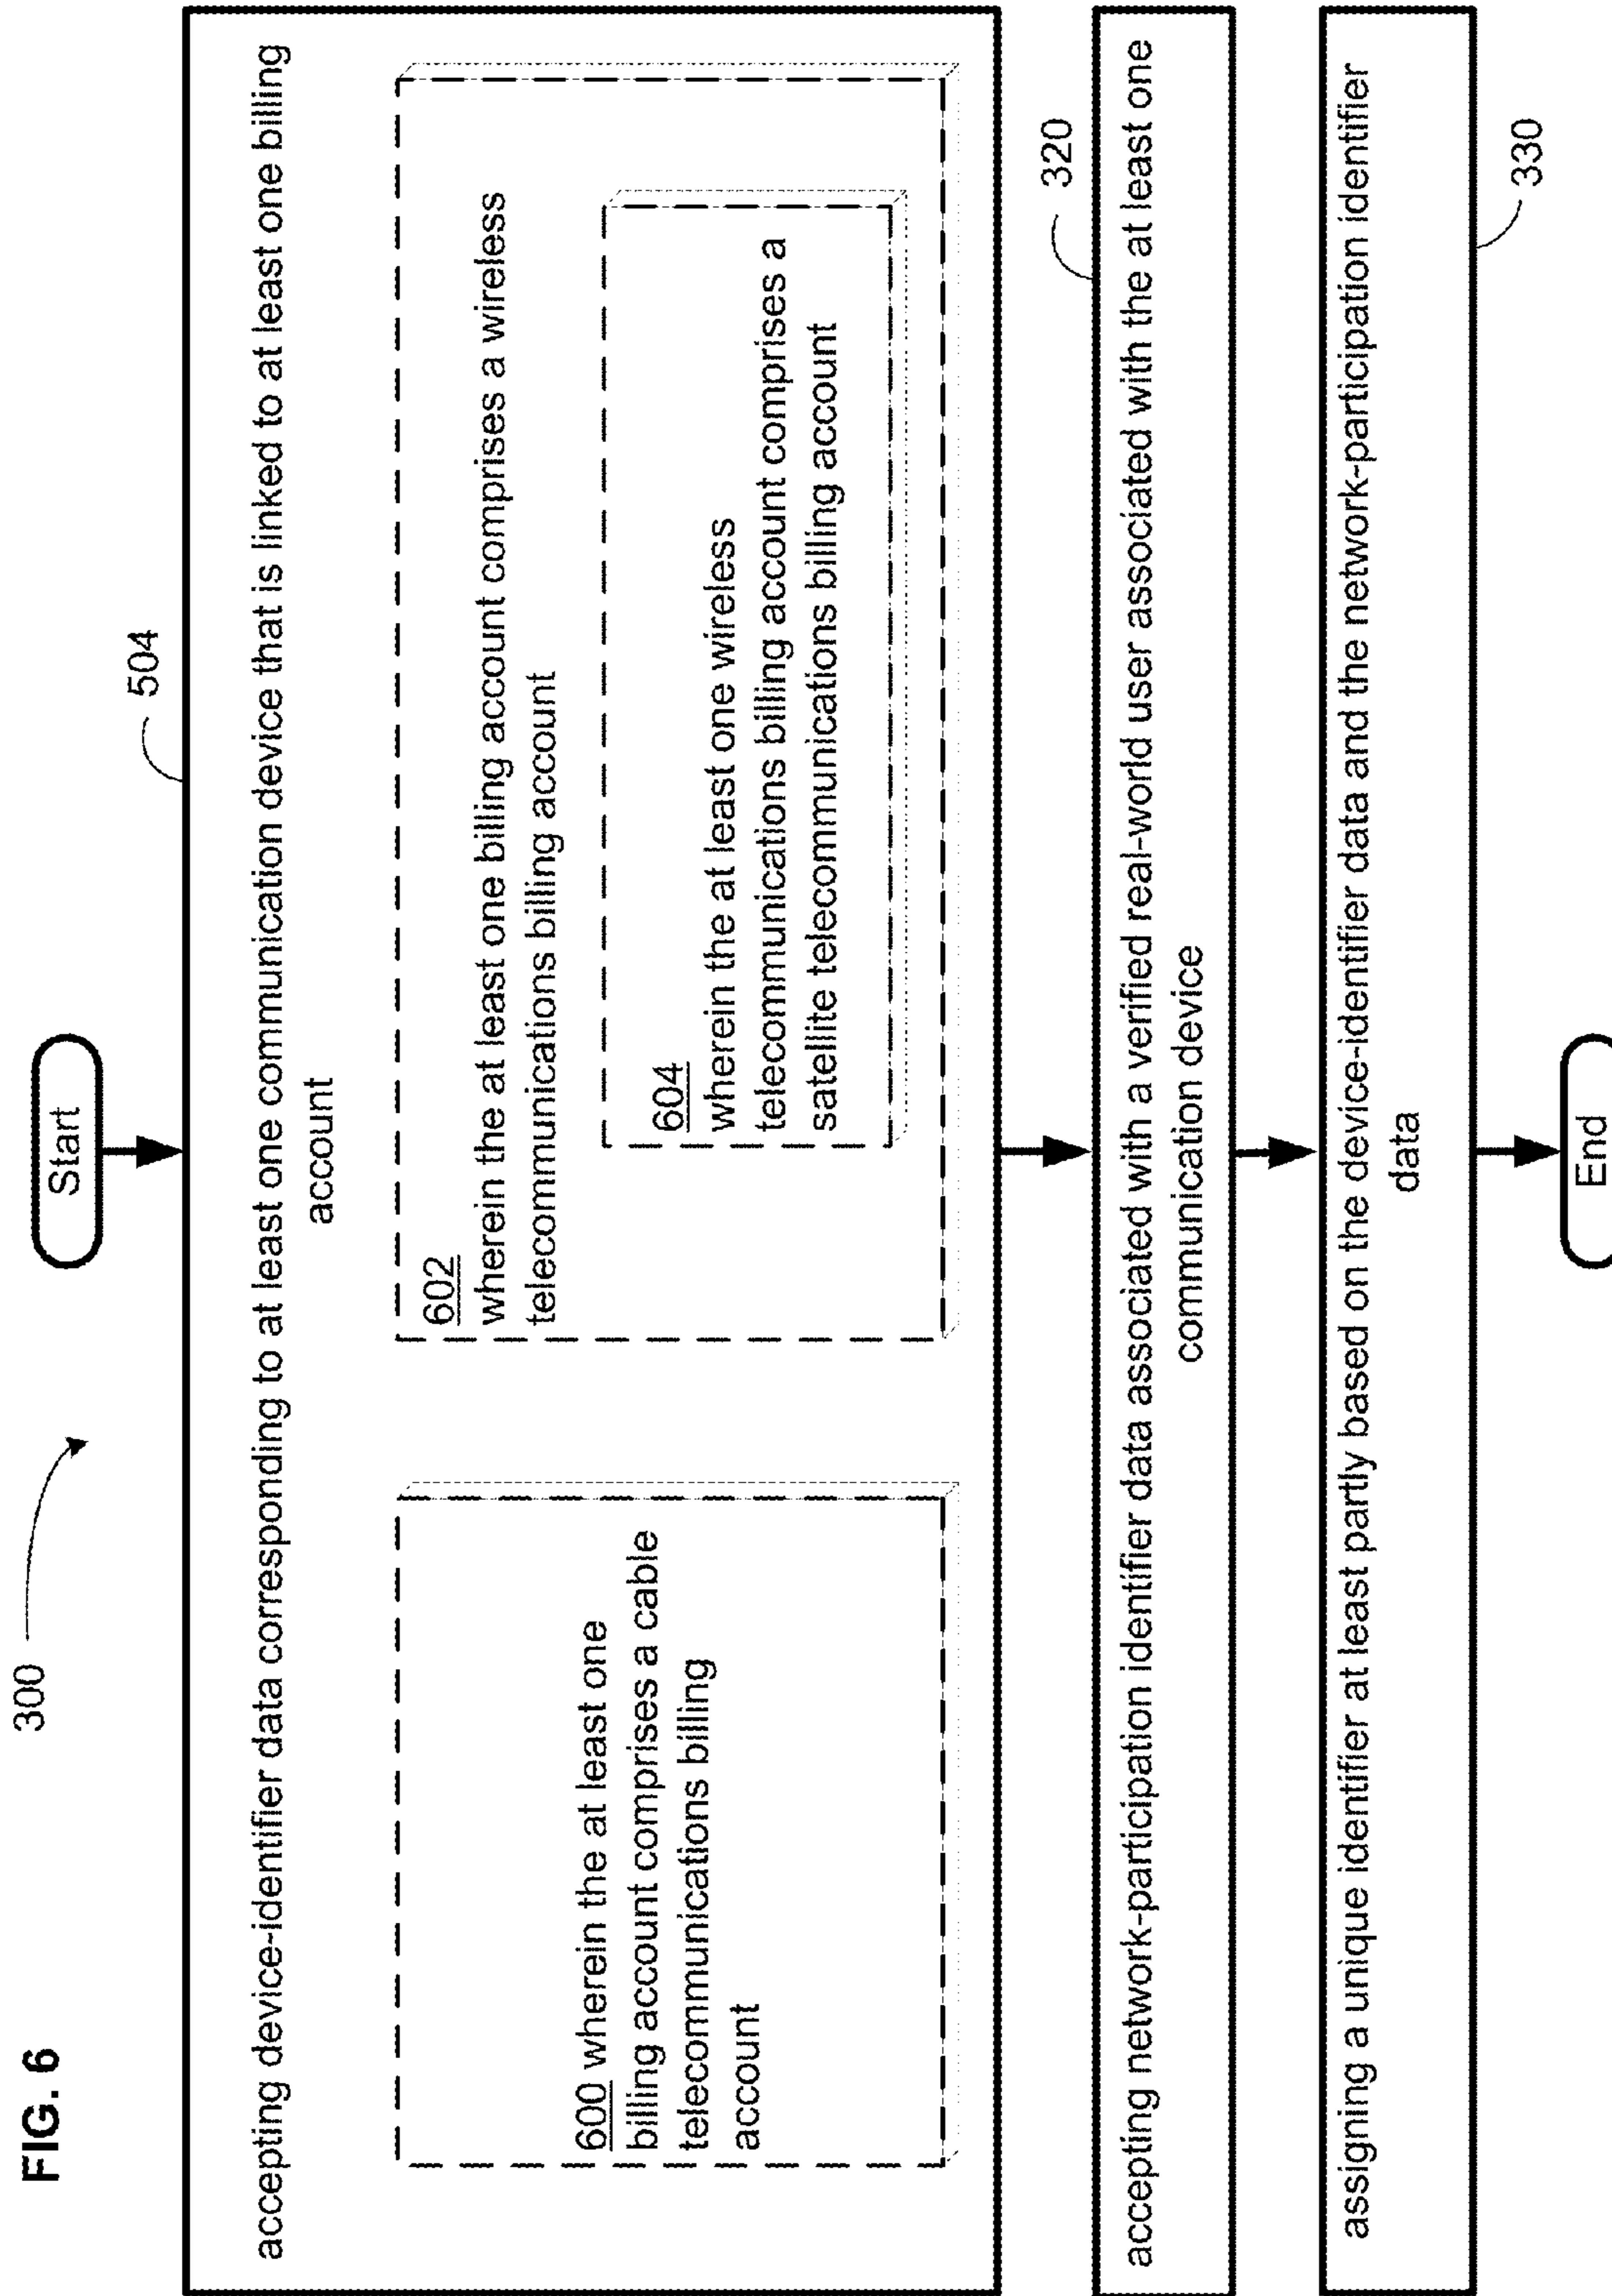 FIG. 6
300
Start
504
accepting device-identifier data corresponding to at least one communication device that is linked to at least one billing
account
600 wherein the at least one
billing account comprises a cable
telecommunications billing
account
602
wherein the at least one billing account comprises a wireless
telecommunications billing account
604
wherein the at least one wireless
telecommunications billing account comprises a
satellite telecommunications billing account
320
accepting network-participation identifier data associated with a verified real-world user associated with the at least one
communication device
assigning a unique identifier at least partly based on the device-identifier data and the network-participation identifier
data
330
End